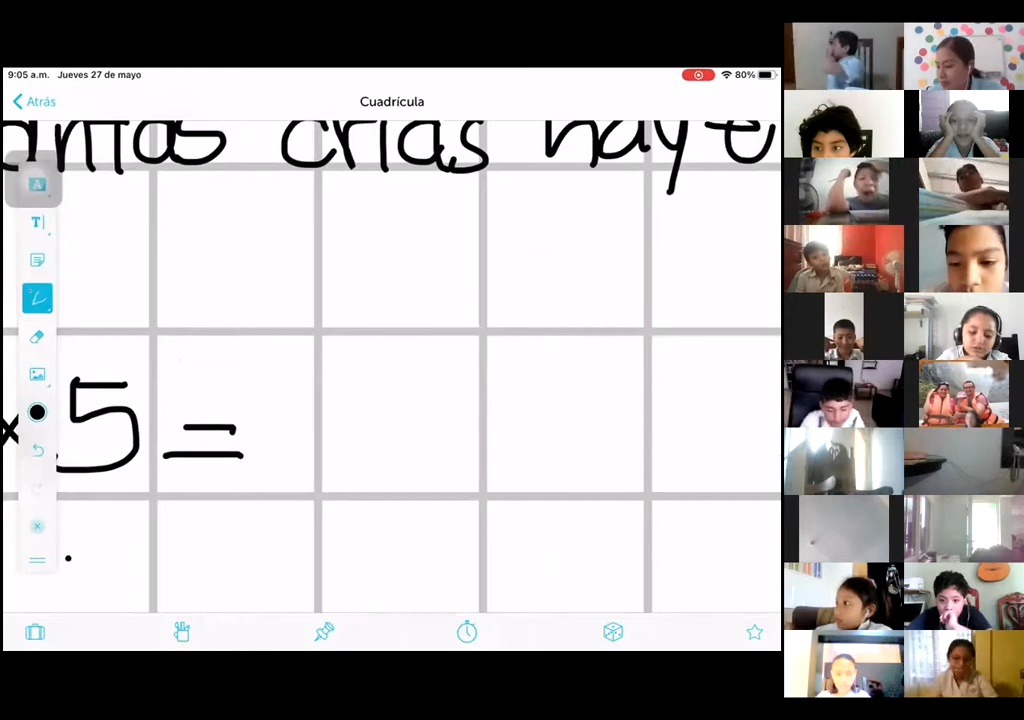 9:05 a.m. Jueves 27 de mayo 80%
Atrás Cuadrícula
crías hay
A
T
x 5 =